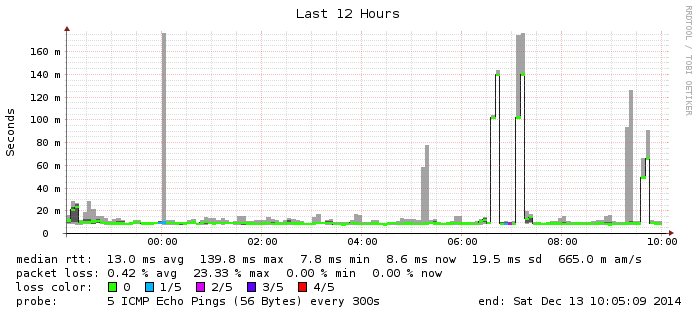 Last 12 Hours
RRDTOOL / TOBI OETIKER
Seconds
160 m
140 m
120 m
100 m
80 m
60 m
40 m
20 m
0
00:00 02:00 04:00 06:00 08:00 10:00
median rtt: 13.0 ms avg 139.8 ms max 7.8 ms min 8.6 ms now 19.5 ms sd 665.0 m am/s
packet loss: 0.42 % avg 23.33 % max 0.00 % min 0.00 % now
loss color: 0 1/5 2/5 3/5 4/5
probe: 5 ICMP Echo Pings (56 Bytes) every 300s end: Sat Dec 13 10:05:09 2014